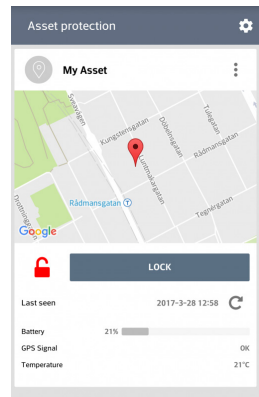 Asset protection
My Asset
Sveavägen
Kungstensgatan
Döbelnsgatan
Tulegatan
Rådmansgatan
Luntmakargatan
Rådmansgatan T
Tegnérgatan
Drottninggatan
Google
LOCK
Last seen 2017-3-28 12:58
Battery 21%
GPS Signal OK
Temperature 21°C